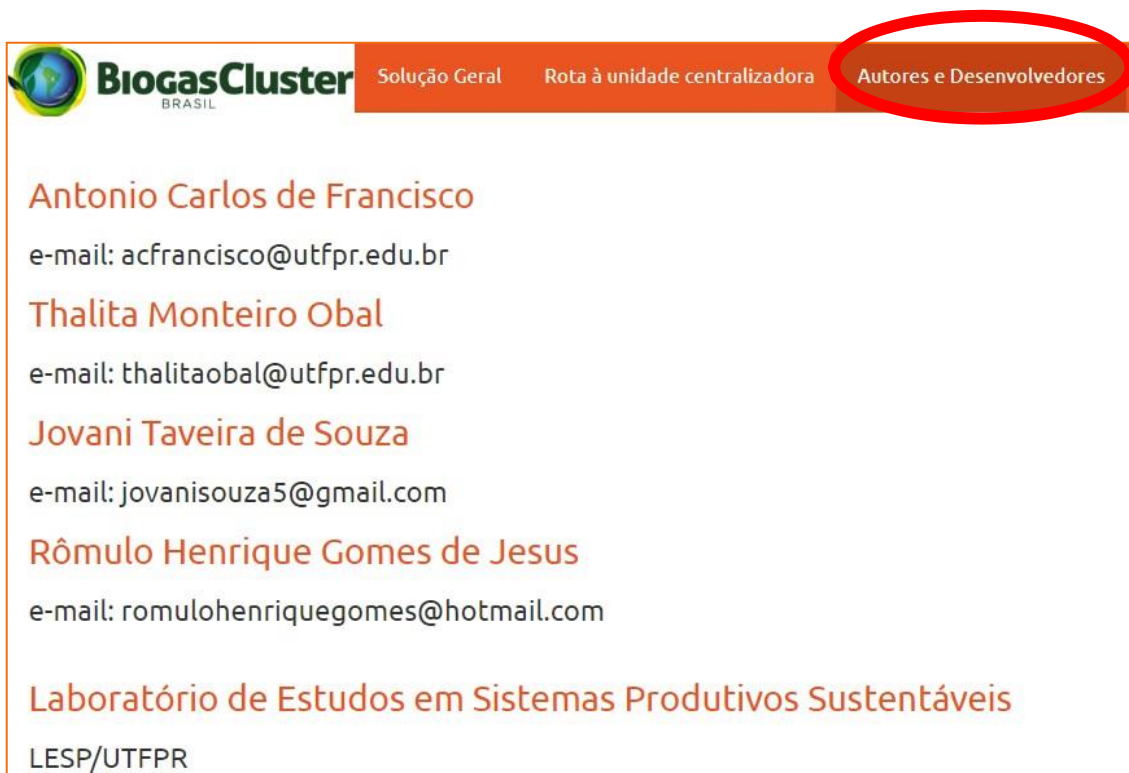 BiogasCluster
BRASIL
Solução Geral
Rota à unidade centralizadora
Autores e Desenvolvedores
Antonio Carlos de Francisco
e-mail: acfrancisco@utfpr.edu.br
Thalita Monteiro Obal
e-mail: thalitaobal@utfpr.edu.br
Jovani Taveira de Souza
e-mail: jovanisouza5@gmail.com
Rômulo Henrique Gomes de Jesus
e-mail: romulohenriquegomes@hotmail.com
Laboratório de Estudos em Sistemas Produtivos Sustentáveis
LESP/UTFPR